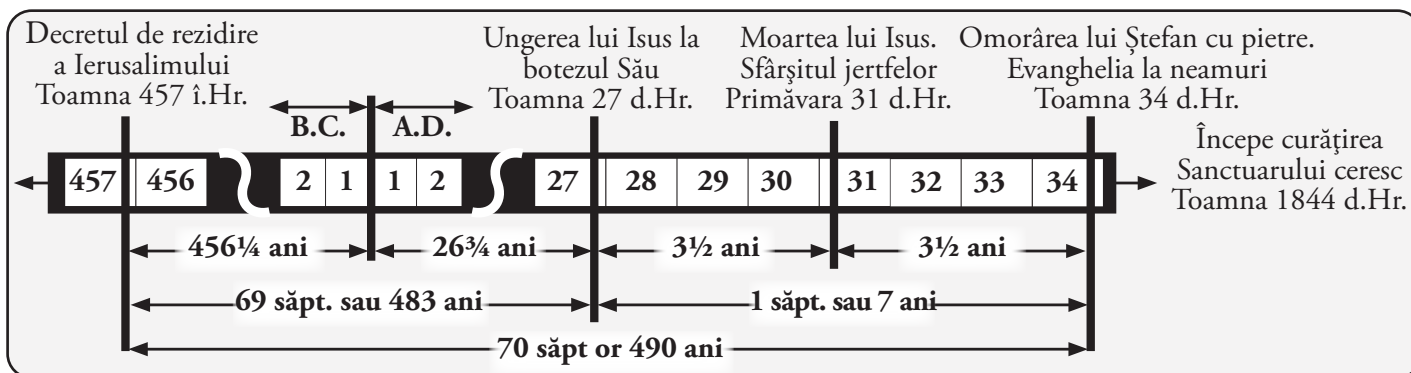 Decretul de rezidire
a Ierusalimului
Toamna 457 î.Hr.
Ungerea lui Isus la
botezul Său
Toamna 27 d.Hr.
Moartea lui Isus.
Sfârşitul jertfelor
Primăvara 31 d.Hr.
Omorârea lui Ștefan cu pietre.
Evanghelia la neamuri
Toamna 34 d.Hr.
B.C. A.D.
Începe curăţirea
Sanctuarului ceresc
Toamna 1844 d.Hr.
457 456 2 1 1 2 27 28 29 30 31 32 33 34
456¼ ani 26¾ ani 3½ ani 3½ ani
69 săpt. sau 483 ani 1 săpt. sau 7 ani
70 săpt or 490 ani